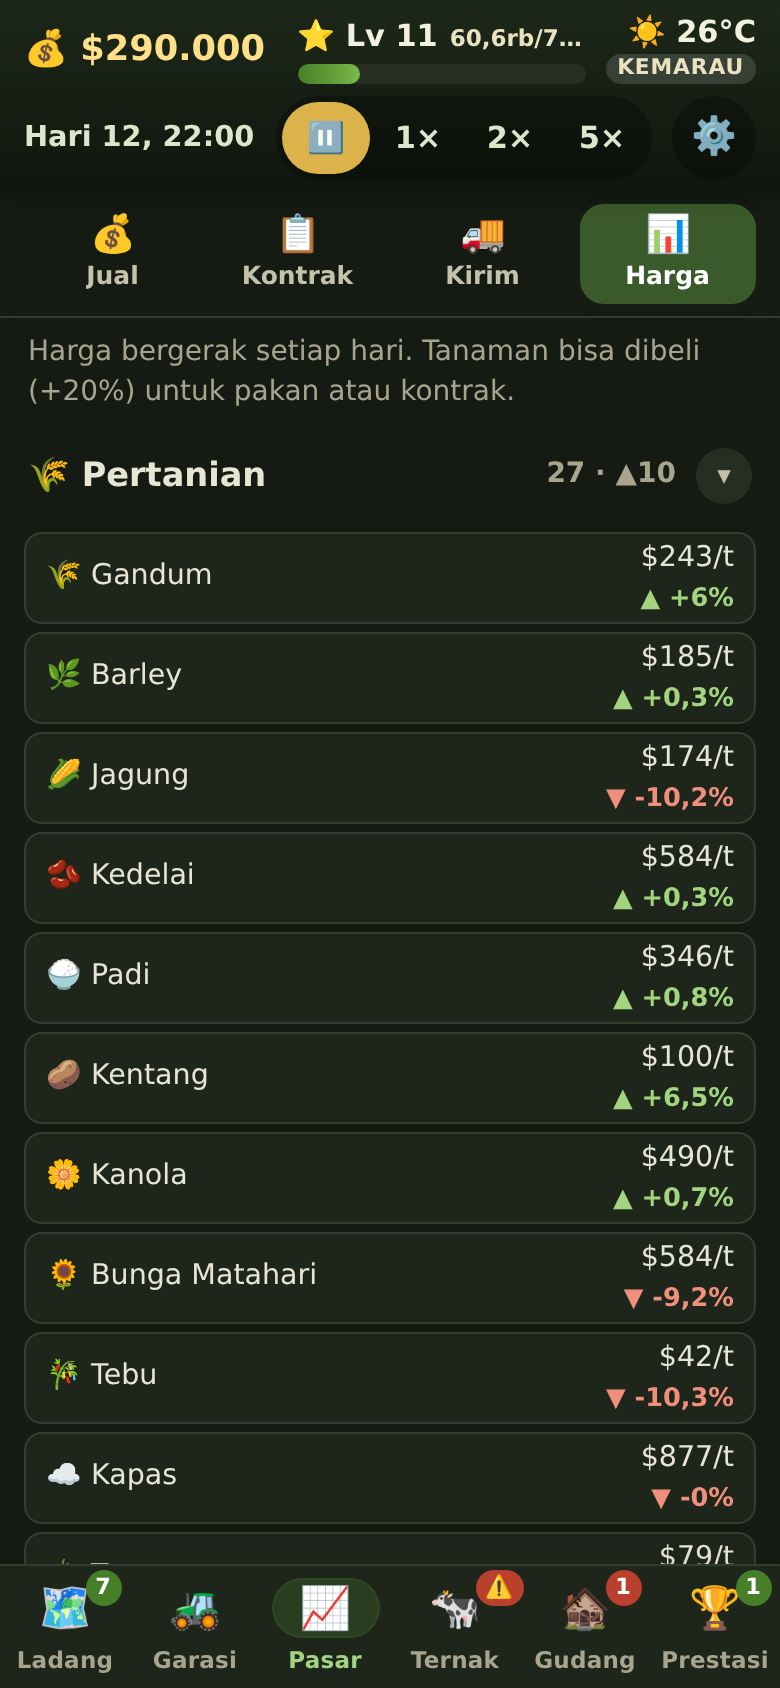 $290.000
Lv 11 60,6rb/7...
26°C
KEMARAU
Hari 12, 22:00
1× 2× 5×
Jual Kontrak Kirim Harga
Harga bergerak setiap hari. Tanaman bisa dibeli
(+20%) untuk pakan atau kontrak.
Pertanian 27 · ▲10 ▼
Gandum $243/t
▲ +6%
Barley $185/t
▲ +0,3%
Jagung $174/t
▼ -10,2%
Kedelai $584/t
▲ +0,3%
Padi $346/t
▲ +0,8%
Kentang $100/t
▲ +6,5%
Kanola $490/t
▲ +0,7%
Bunga Matahari $584/t
▼ -9,2%
Tebu $42/t
▼ -10,3%
Kapas $877/t
▼ -0%
$79/t
7 1 1
Ladang Garasi Pasar Ternak Gudang Prestasi